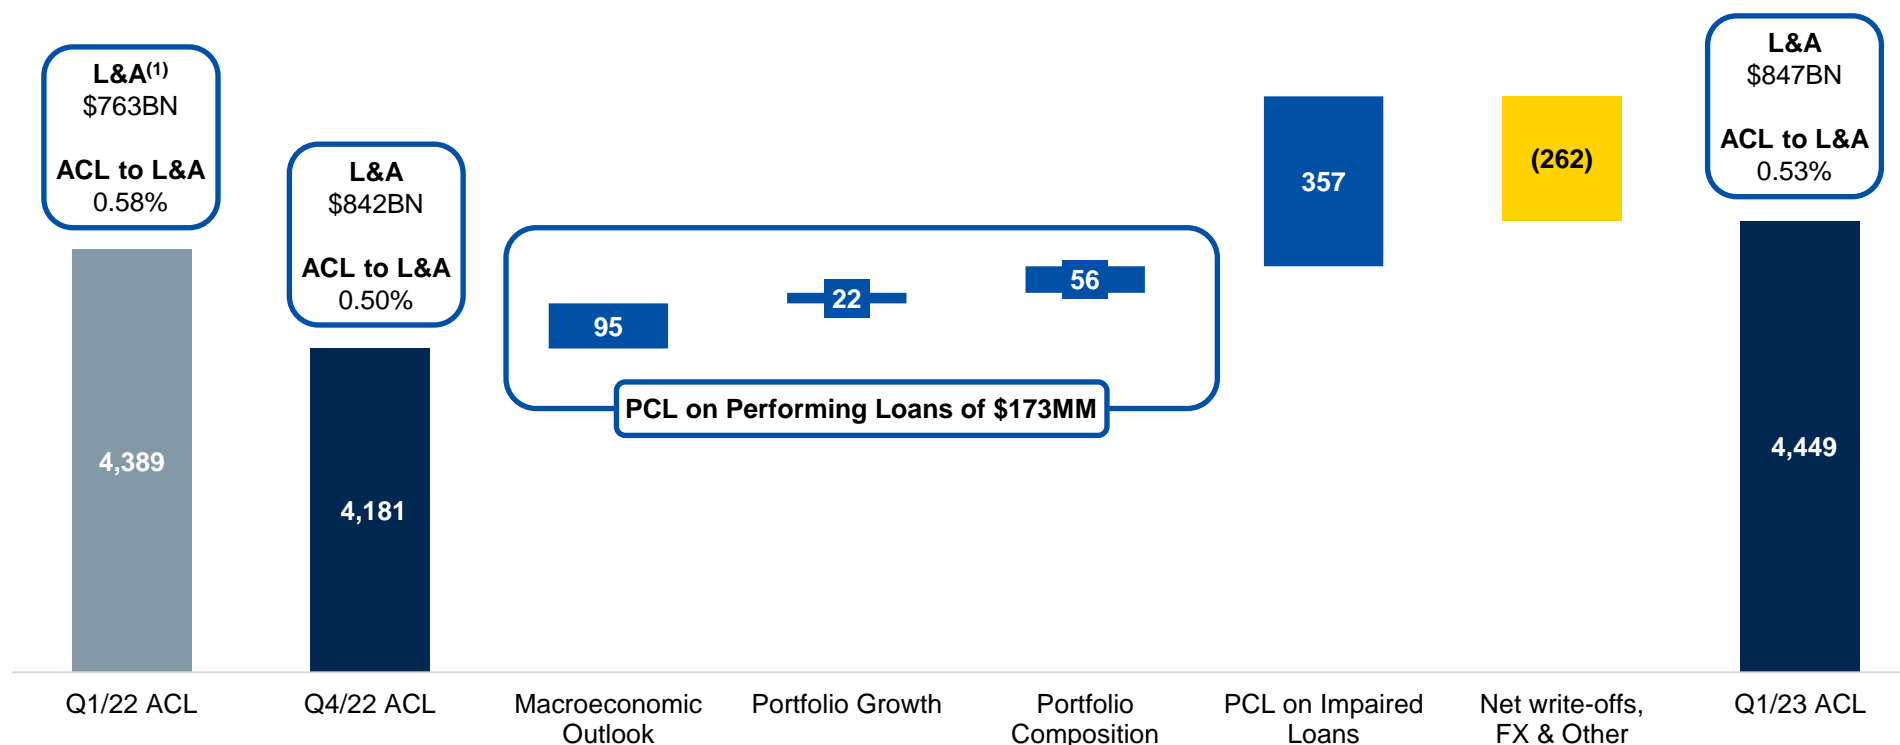 L&A(1)
$763BN
ACL to L&A
0.58%
L&A
$842BN
ACL to L&A
0.50%
L&A
$847BN
ACL to L&A
0.53%
4,389
4,181
95
22
56
PCL on Performing Loans of $173MM
357
(262)
4,449
Q1/22 ACL
Q4/22 ACL
Macroeconomic
Outlook
Portfolio Growth
Portfolio
Composition
PCL on Impaired
Loans
Net write-offs,
FX & Other
Q1/23 ACL